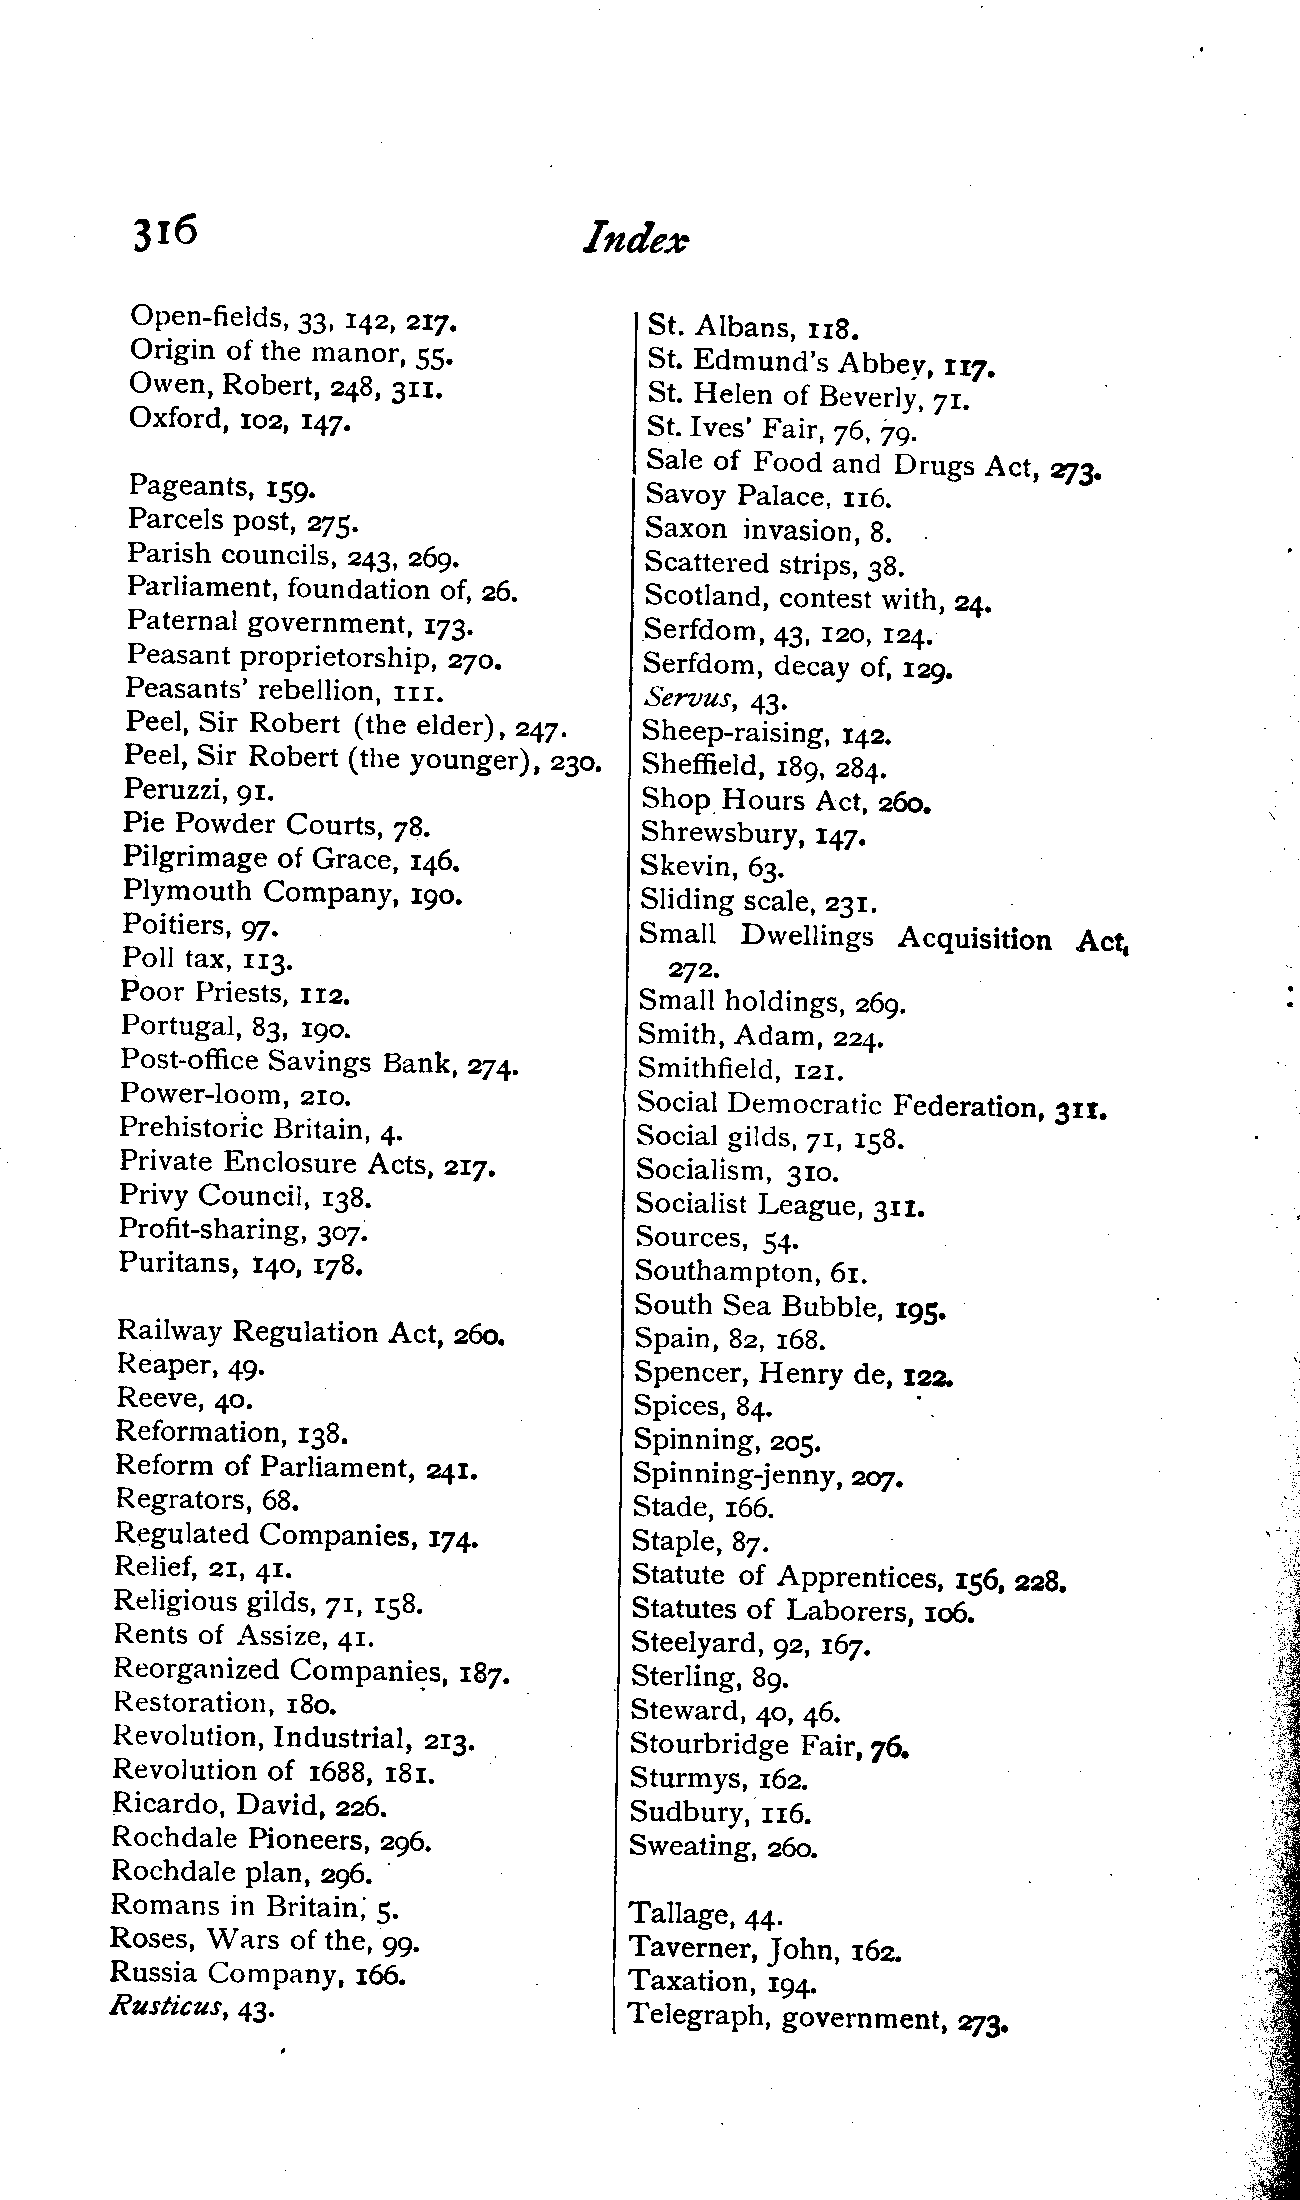 316
Index
Open-fields, 33, 142, 217.
Origin of the manor, 55.
Owen, Robert, 248, 311.
Oxford, 102, 147.
Pageants, 159.
Parcels post, 275.
Parish councils, 243, 269.
Parliament, foundation of, 26.
Paternal government, 173.
Peasant proprietorship, 270.
Peasants' rebellion, 111.
Peel, Sir Robert (the elder), 247.
Peel, Sir Robert (the younger), 230.
Peruzzi, 91.
Pie Powder Courts, 78.
Pilgrimage of Grace, 146.
Plymouth Company, 190.
Poitiers, 97.
Poll tax, 113.
Poor Priests, 112.
Portugal, 83, 190.
Post-office Savings Bank, 274.
Power-loom, 210.
Prehistoric Britain, 4.
Private Enclosure Acts, 217.
Privy Council, 138.
Profit-sharing, 307.
Puritans, 140, 178.
Railway Regulation Act, 260.
Reaper, 49.
Reeve, 40.
Reformation, 138.
Reform of Parliament, 241.
Regrators, 68.
Regulated Companies, 174.
Relief, 21, 41.
Religious gilds, 71, 158.
Rents of Assize, 41.
Reorganized Companies, 187.
Restoration, 180.
Revolution, Industrial, 213.
Revolution of 1688, 181.
Ricardo, David, 226.
Rochdale Pioneers, 296.
Rochdale plan, 296.
Romans in Britain, 5.
Roses, Wars of the, 99.
Russia Company, 166.
Rusticus, 43.
St. Albans, 118.
St. Edmund's Abbey, 117.
St. Helen of Beverly, 71.
St. Ives' Fair, 76, 79.
Sale of Food and Drugs Act, 273.
Savoy Palace, 116.
Saxon invasion, 8.
Scattered strips, 38.
Scotland, contest with, 24.
Serfdom, 43, 120, 124.
Serfdom, decay of, 129.
Servus, 43.
Sheep-raising, 142.
Sheffield, 189, 284.
Shop Hours Act, 260.
Shrewsbury, 147.
Skevin, 63.
Sliding scale, 231.
Small Dwellings Acquisition Act,
272.
Small holdings, 269.
Smith, Adam, 224.
Smithfield, 121.
Social Democratic Federation, 311.
Social gilds, 71, 158.
Socialism, 310.
Socialist League, 311.
Sources, 54.
Southampton, 61.
South Sea Bubble, 195.
Spain, 82, 168.
Spencer, Henry de, 122.
Spices, 84.
Spinning, 205.
Spinning-jenny, 207.
Stade, 166.
Staple, 87.
Statute of Apprentices, 156, 228.
Statutes of Laborers, 106.
Steelyard, 92, 167.
Sterling, 89.
Steward, 40, 46.
Stourbridge Fair, 76.
Sturmys, 162.
Sudbury, 116.
Sweating, 260.
Tallage, 44.
Taverner, John, 162.
Taxation, 194.
Telegraph, government, 273.